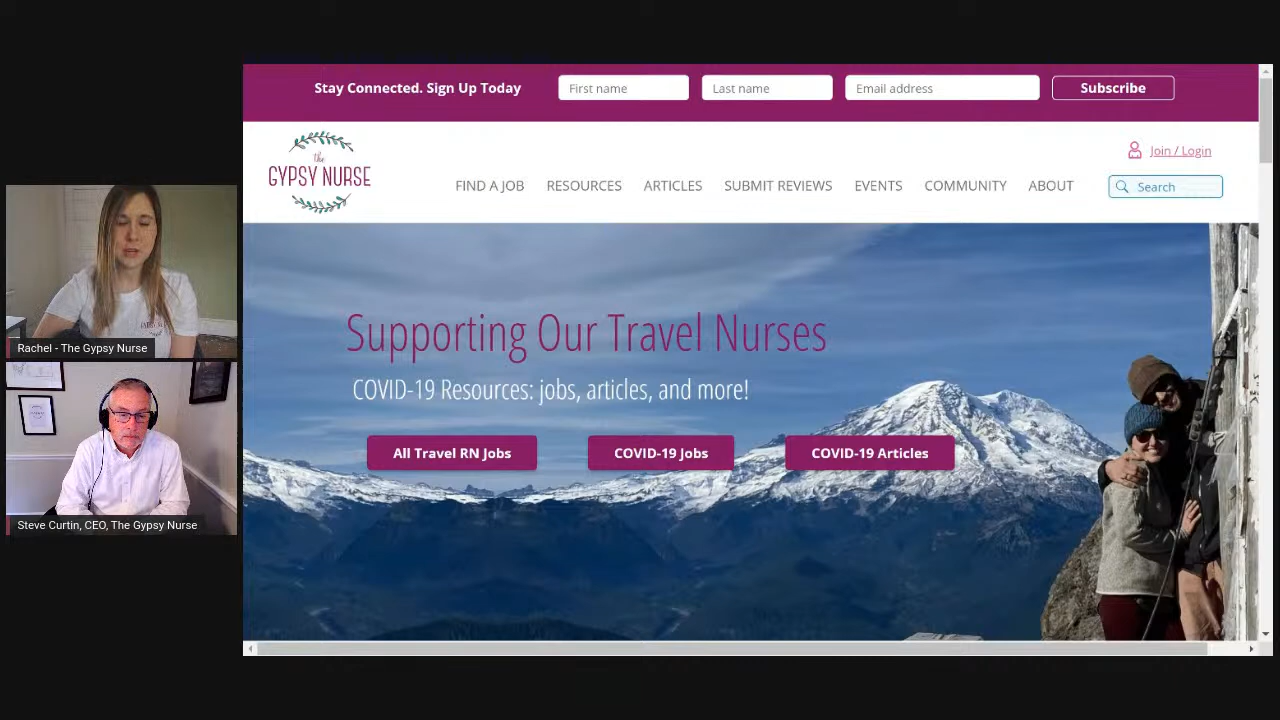 Stay Connected. Sign Up Today
First name
Last name
Email address
Subscribe
the
GYPSY NURSE
Join / Login
FIND A JOB
RESOURCES
ARTICLES
SUBMIT REVIEWS
EVENTS
COMMUNITY
ABOUT
Search
Supporting Our Travel Nurses
COVID-19 Resources: jobs, articles, and more!
All Travel RN Jobs
COVID-19 Jobs
COVID-19 Articles
Rachel - The Gypsy Nurse
Steve Curtin, CEO, The Gypsy Nurse